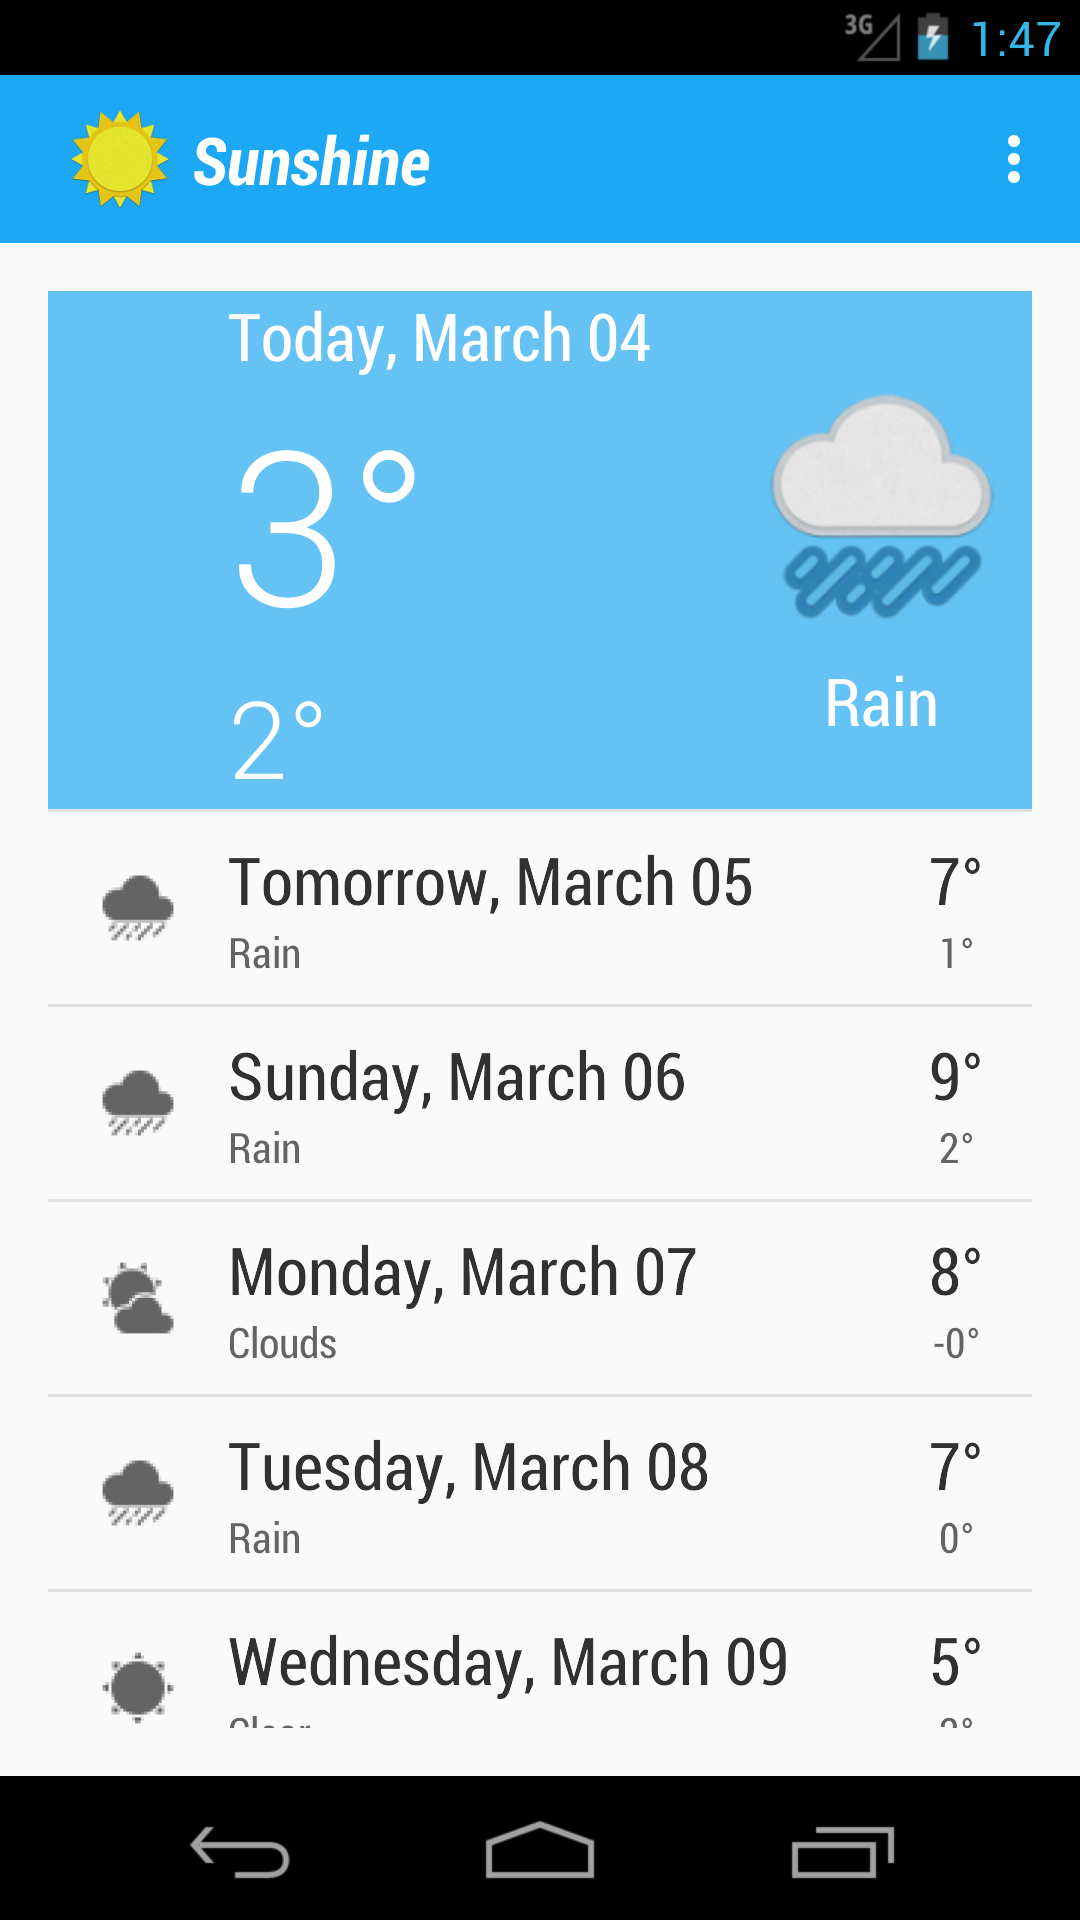 3G 1:47
Sunshine
Today, March 04
3°
2°
Rain
Tomorrow, March 05 7°
Rain 1°
Sunday, March 06 9°
Rain 2°
Monday, March 07 8°
Clouds -0°
Tuesday, March 08 7°
Rain 0°
Wednesday, March 09 5°
Clear